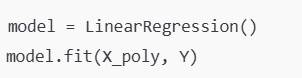 model = LinearRegression()
model.fit(X_poly, Y)